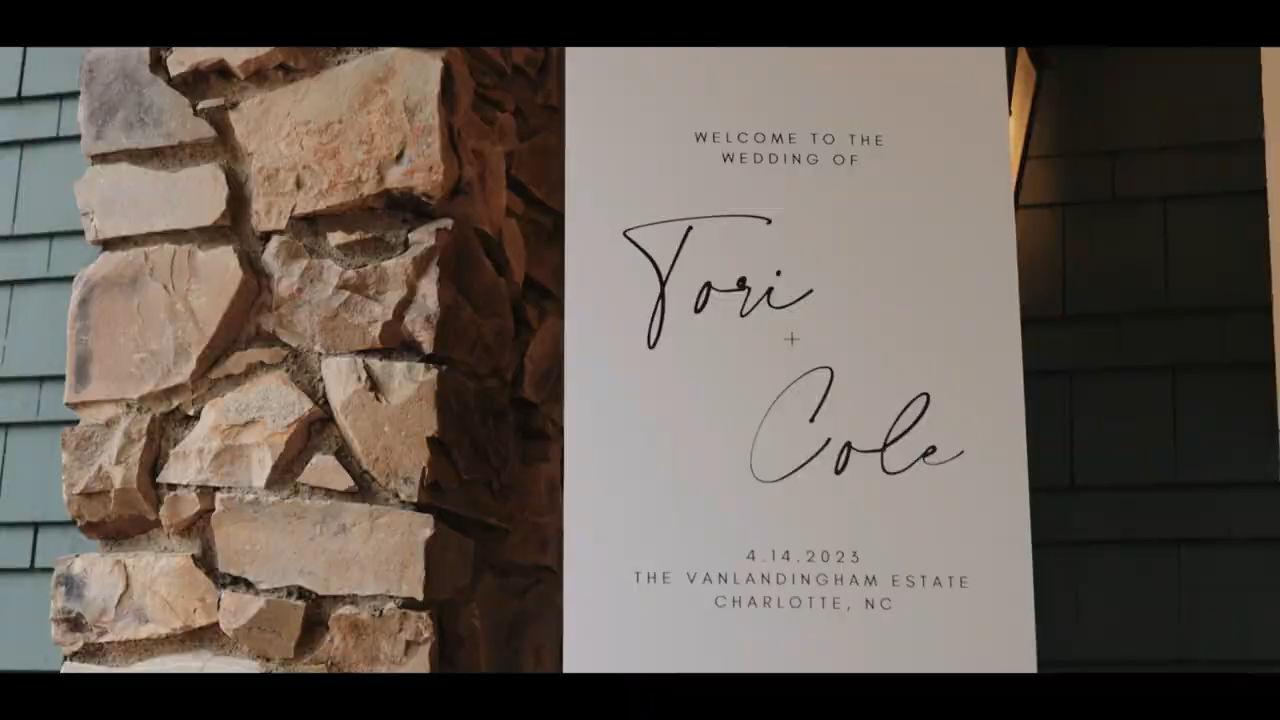 WELCOME TO THE
WEDDING OF
Tori
+
Cole
4.14.2023
THE VANLANDINGHAM ESTATE
CHARLOTTE, NC